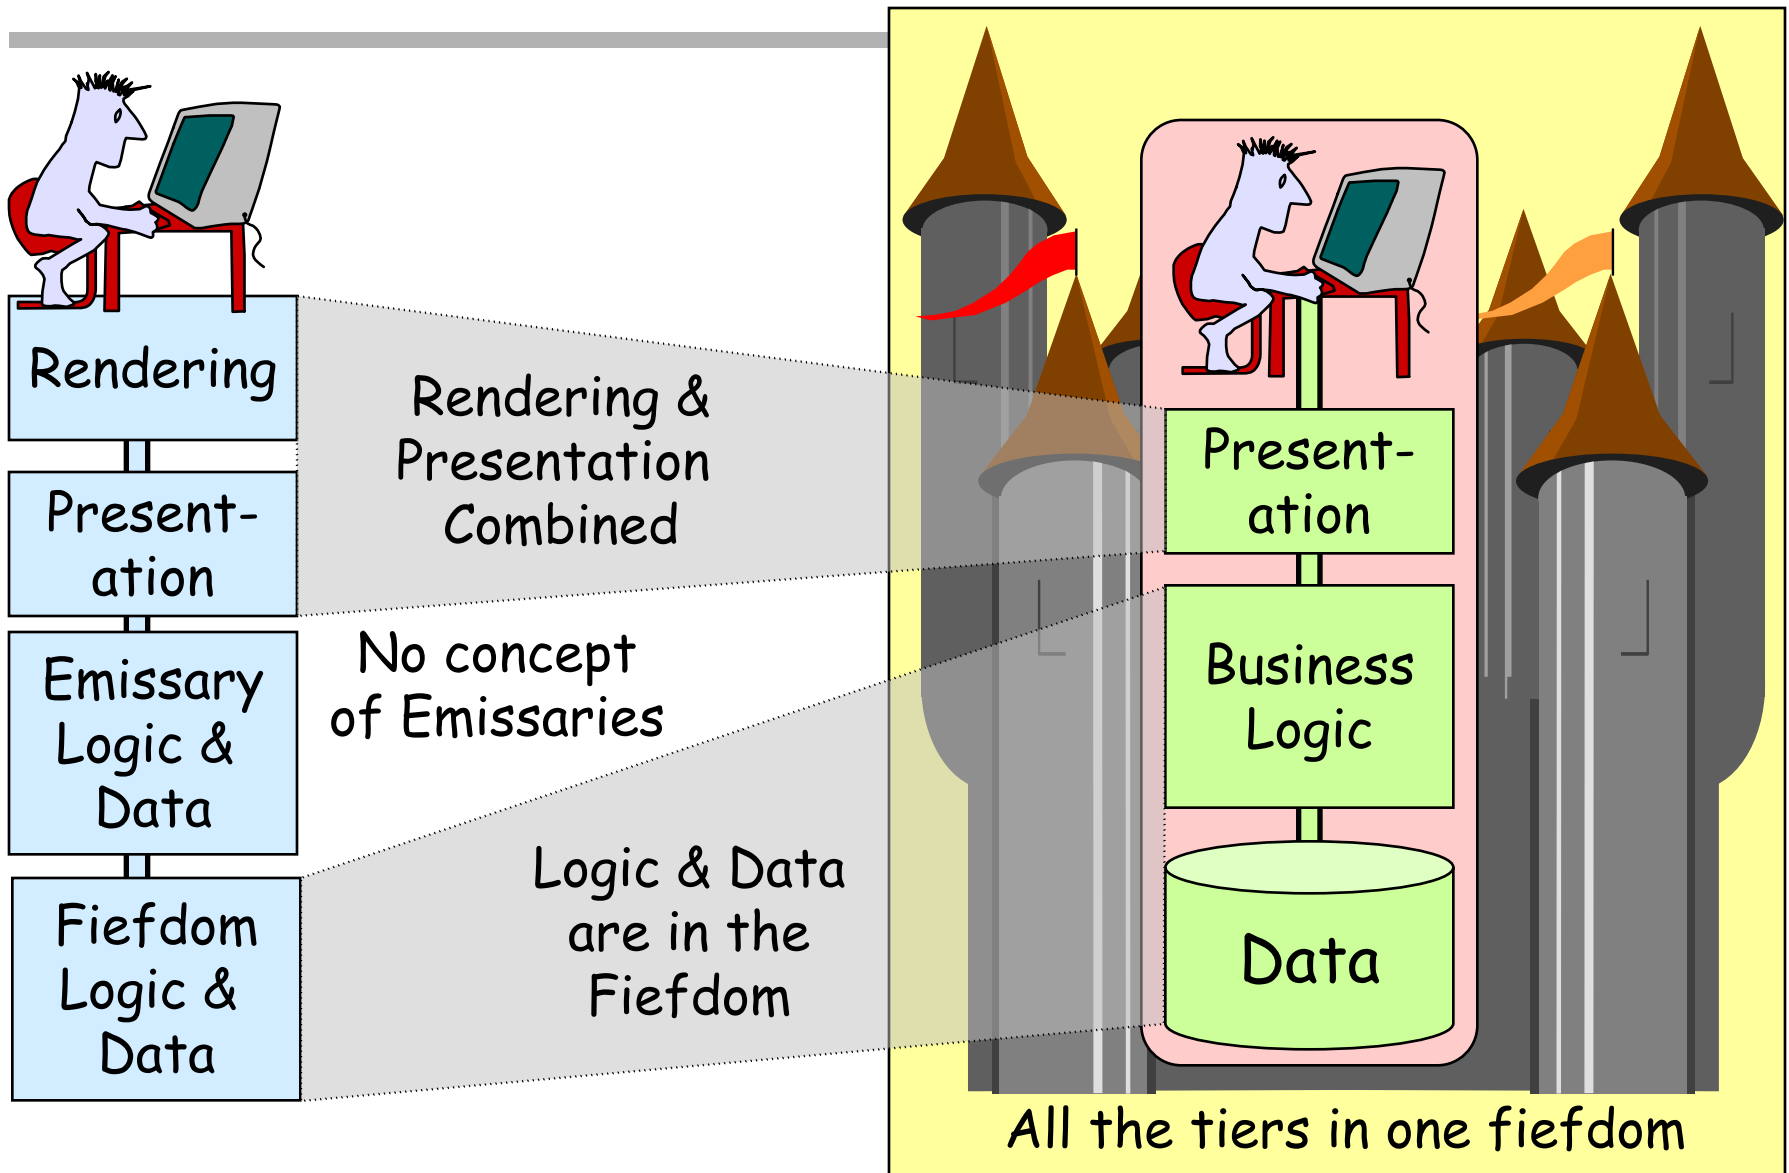 Rendering
Present-
ation
Emissary
Logic &
Data
Fiefdom
Logic &
Data
Rendering &
Presentation
Combined
No concept
of Emissaries
Logic & Data
are in the
Fiefdom
Present-
ation
Business
Logic
Data
All the tiers in one fiefdom